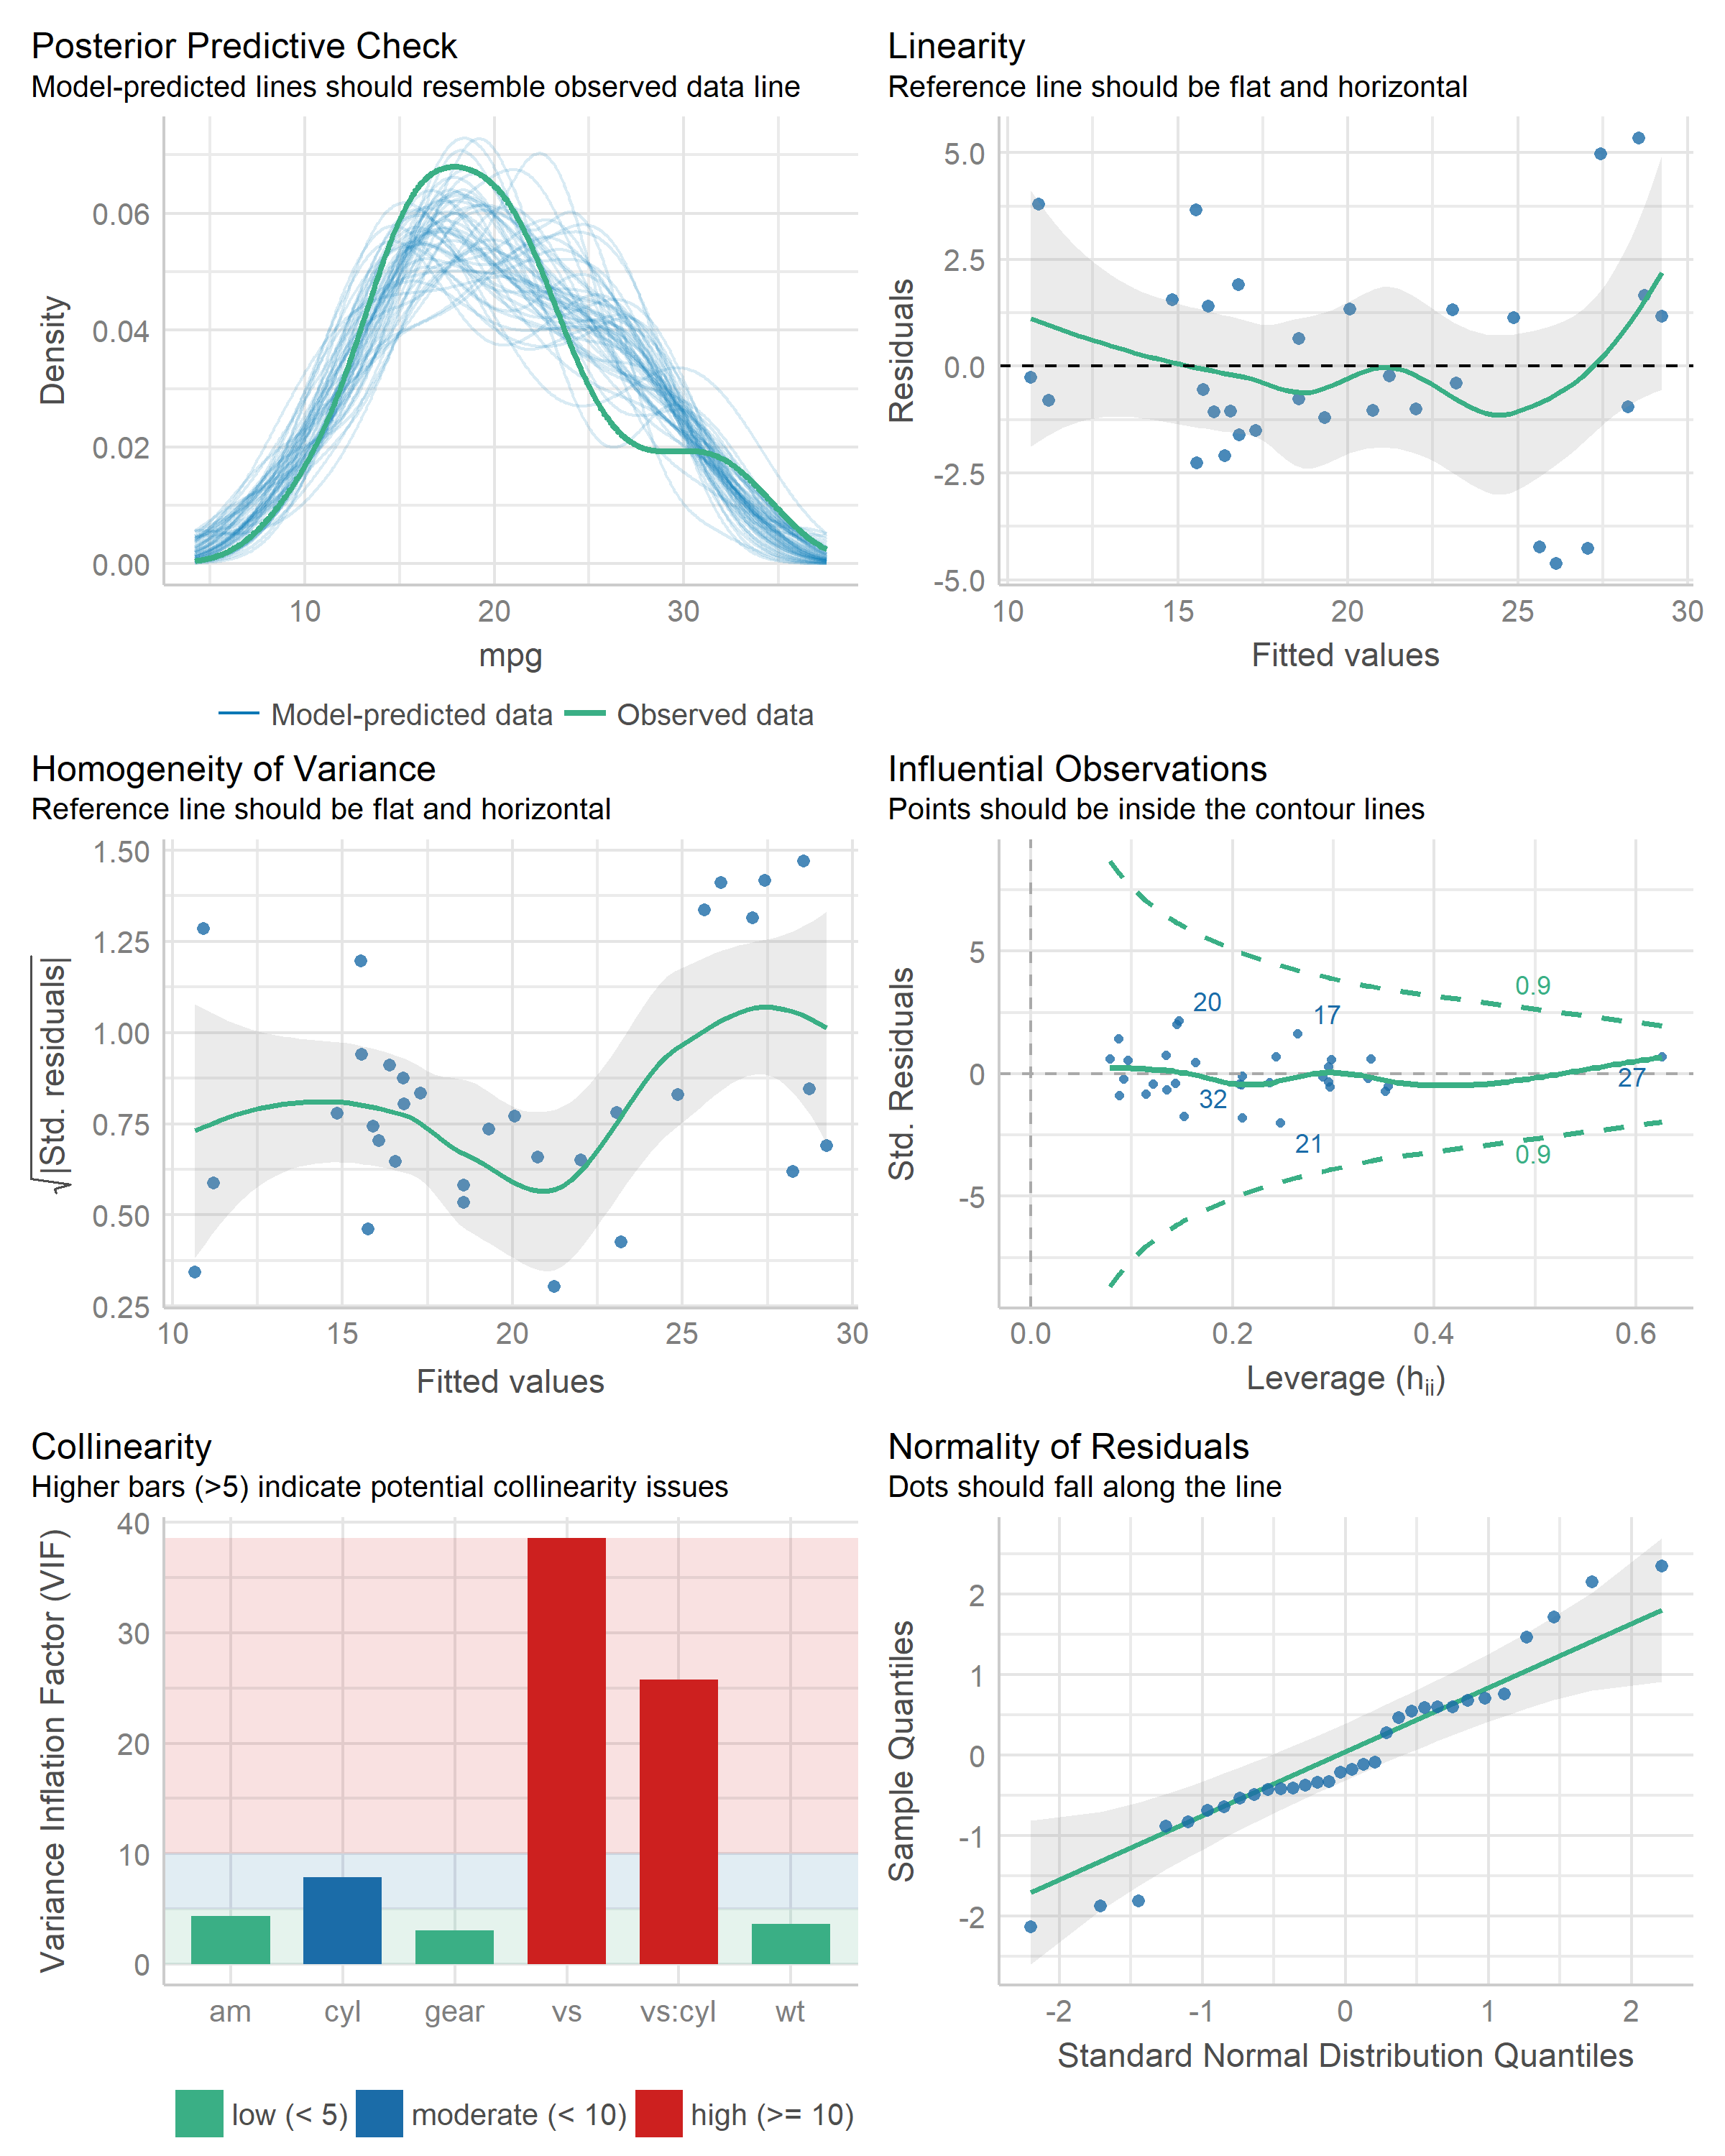 Posterior Predictive Check
Model-predicted lines should resemble observed data line
Density
0.06
0.04
0.02
0.00
10 20 30
mpg
Model-predicted data Observed data
Linearity
Reference line should be flat and horizontal
Residuals
5.0
2.5
0.0
-2.5
-5.0
10 15 20 25 30
Fitted values
Homogeneity of Variance
Reference line should be flat and horizontal
√|Std. residuals|
1.50
1.25
1.00
0.75
0.50
0.25
10 15 20 25 30
Fitted values
Influential Observations
Points should be inside the contour lines
Std. Residuals
5
0
-5
0.9
20
17
27
32
21
0.9
0.0 0.2 0.4 0.6
Leverage (hii)
Collinearity
Higher bars (>5) indicate potential collinearity issues
Variance Inflation Factor (VIF)
40
30
20
10
0
am cyl gear vs vs:cyl wt
low (< 5) moderate (< 10) high (>= 10)
Normality of Residuals
Dots should fall along the line
Sample Quantiles
2
1
0
-1
-2
-2 -1 0 1 2
Standard Normal Distribution Quantiles